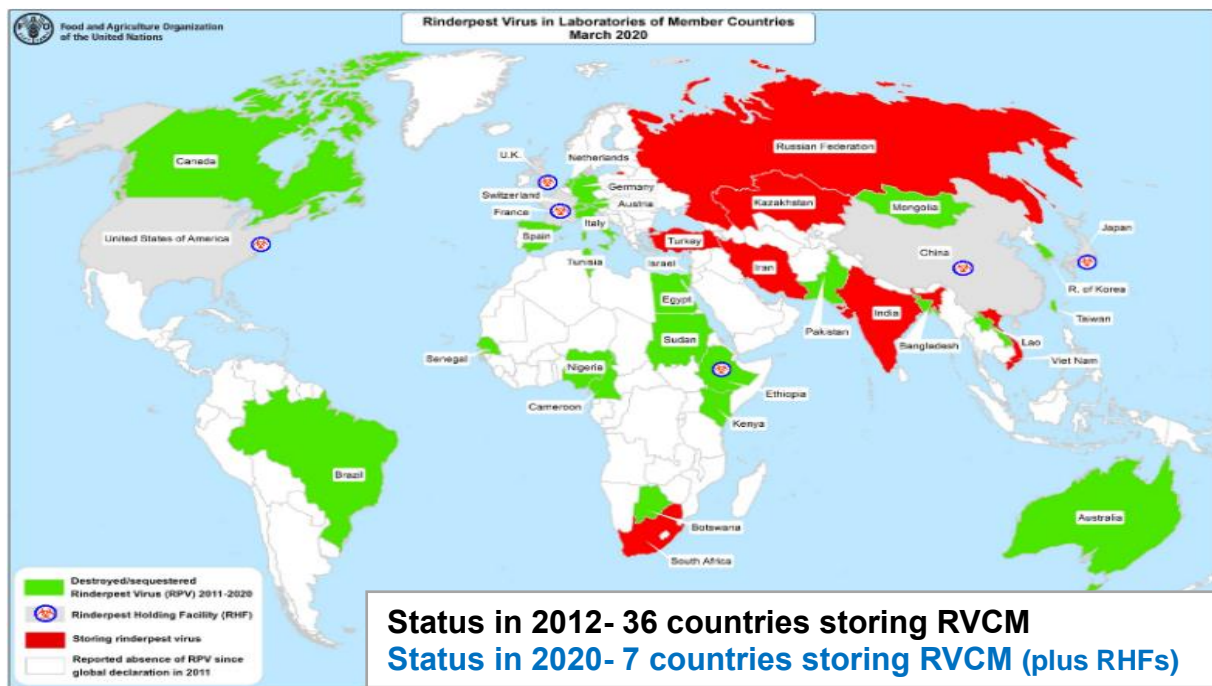 Food and Agriculture Organization
of the United Nations
Rinderpest Virus in Laboratories of Member Countries
March 2020
Canada
United States of America
Brazil
U.K.
Netherlands
Switzerland
Germany
France
Austria
Italy
Spain
Tunisia
Israel
Turkey
Egypt
Sudan
Senegal
Nigeria
Cameroon
Ethiopia
Kenya
Botswana
South Africa
Russian Federation
Kazakhstan
Mongolia
Iran
China
Japan
R. of Korea
Taiwan
Pakistan
India
Bangladesh
Lao
Viet Nam
Australia
Destroyed/sequestered
Rinderpest Virus (RPV) 2011-2020
Rinderpest Holding Facility (RHF)
Storing rinderpest virus
Reported absence of RPV since
global declaration in 2011
Status in 2012- 36 countries storing RVCM
Status in 2020- 7 countries storing RVCM (plus RHFs)